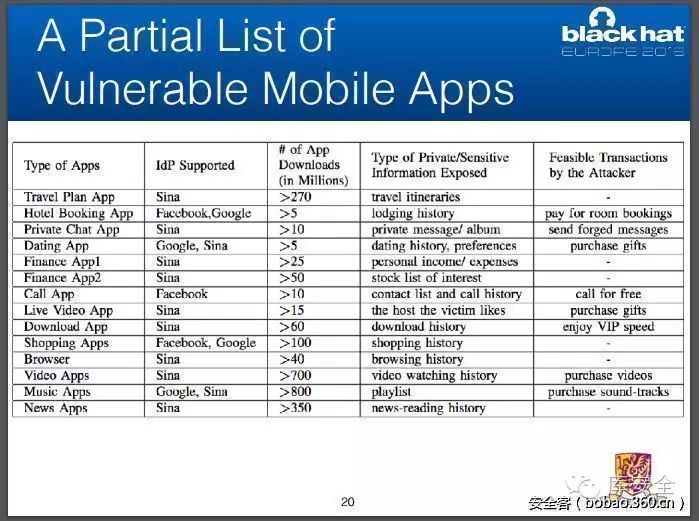 A Partial List of
Vulnerable Mobile Apps
black hat
EUROPE 2016
Type of Apps IdP Supported # of App Downloads (in Millions) Type of Private/Sensitive Information Exposed Feasible Transactions by the Attacker
Travel Plan App Sina >270 travel itineraries -
Hotel Booking App Facebook,Google >5 lodging history pay for room bookings
Private Chat App Sina >10 private message/ album send forged messages
Dating App Google, Sina >5 dating history, preferences purchase gifts
Finance App1 Sina >25 personal income/ expenses -
Finance App2 Sina >50 stock list of interest -
Call App Facebook >10 contact list and call history call for free
Live Video App Sina >15 the host the victim likes purchase gifts
Download App Sina >60 download history enjoy VIP speed
Shopping Apps Facebook, Google >100 shopping history -
Browser Sina >40 browsing history -
Video Apps Sina >700 video watching history purchase videos
Music Apps Google, Sina >800 playlist purchase sound-tracks
News Apps Sina >350 news-reading history -
20
安全客（bobao.360.cn）